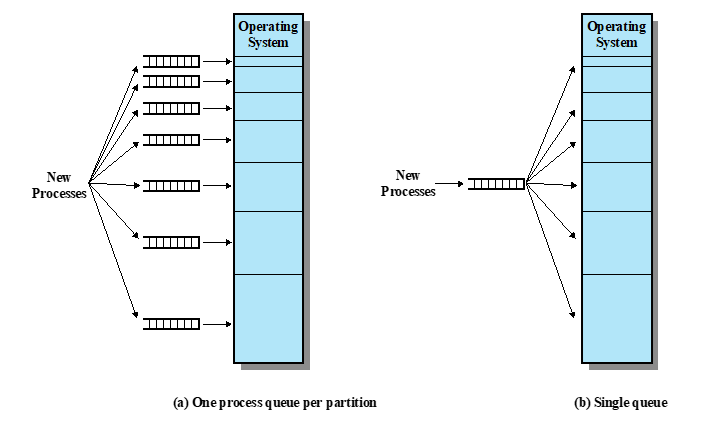 Operating
System
New
Processes
(a) One process queue per partition
Operating
System
New
Processes
(b) Single queue